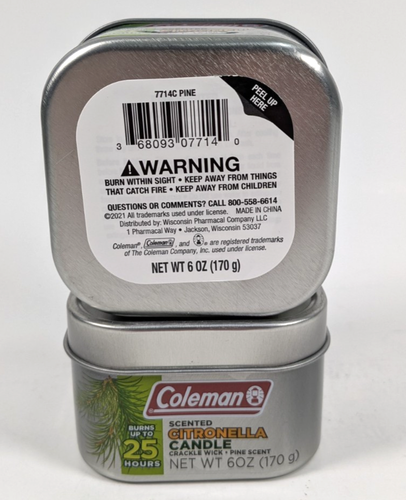 7714C PINE
PEEL UP
HERE
3 68093 07714 0
WARNING
BURN WITHIN SIGHT • KEEP AWAY FROM THINGS
THAT CATCH FIRE • KEEP AWAY FROM CHILDREN
QUESTIONS OR COMMENTS? CALL 800-558-6614
©2021 All trademarks used under license. MADE IN CHINA
Distributed by: Wisconsin Pharmacal Company LLC
1 Pharmacal Way • Jackson, Wisconsin 53037
Coleman®, Coleman®, and ® are registered trademarks
of The Coleman Company, Inc. used under license.
NET WT 6 OZ (170 g)
Coleman
BURNS
UP TO
25
HOURS
SCENTED
CITRONELLA
CANDLE
CRACKLE WICK • PINE SCENT
NET WT 6OZ (170 g)